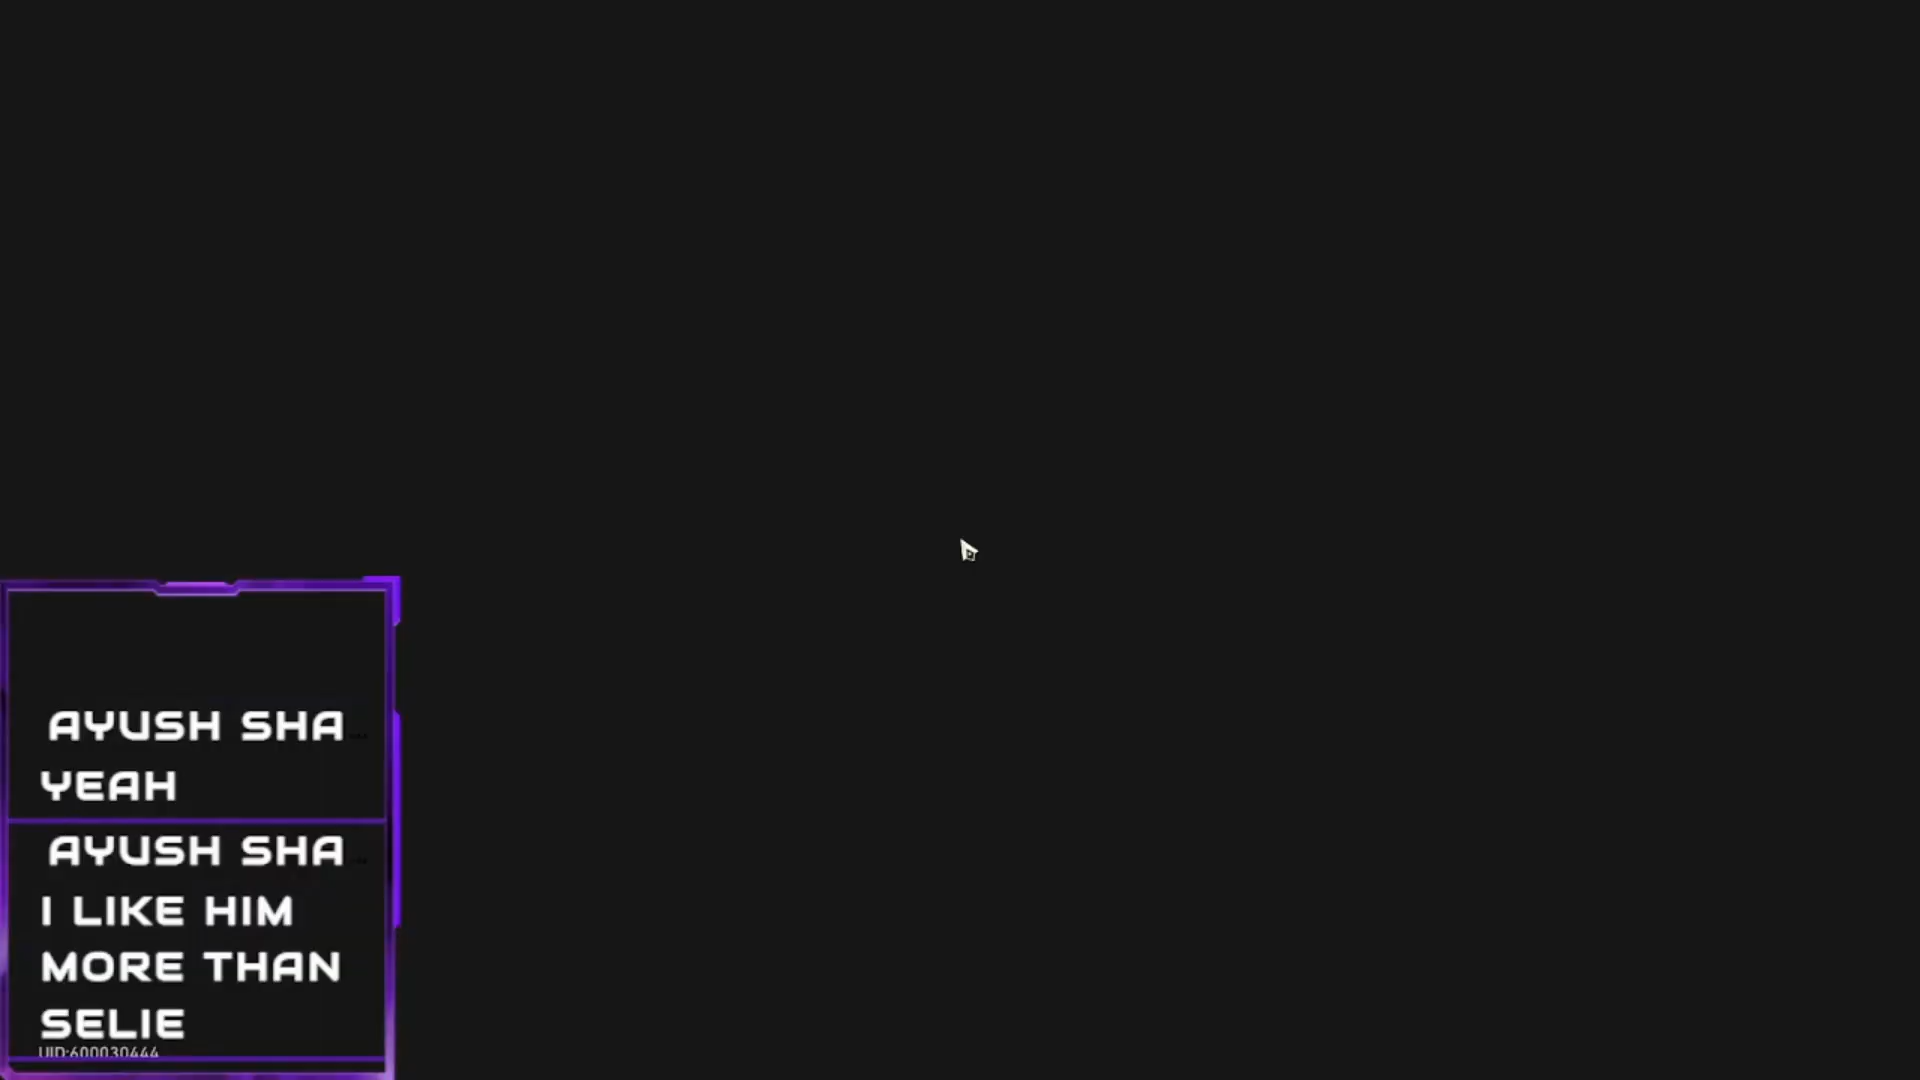 AYUSH SHA...
YEAH
AYUSH SHA...
I LIKE HIM
MORE THAN
SELIE
UID:600030444